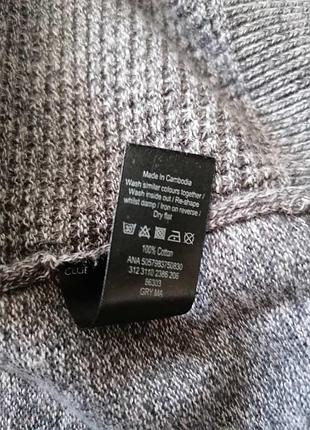 Made In Cambodia
Wash similar colours together /
Wash inside out / Re-shape
whilst damp / Iron on reverse /
Dry flat
100% Cotton
ANA 5057983750830
312 3110 2386 206
86303
GRY MA